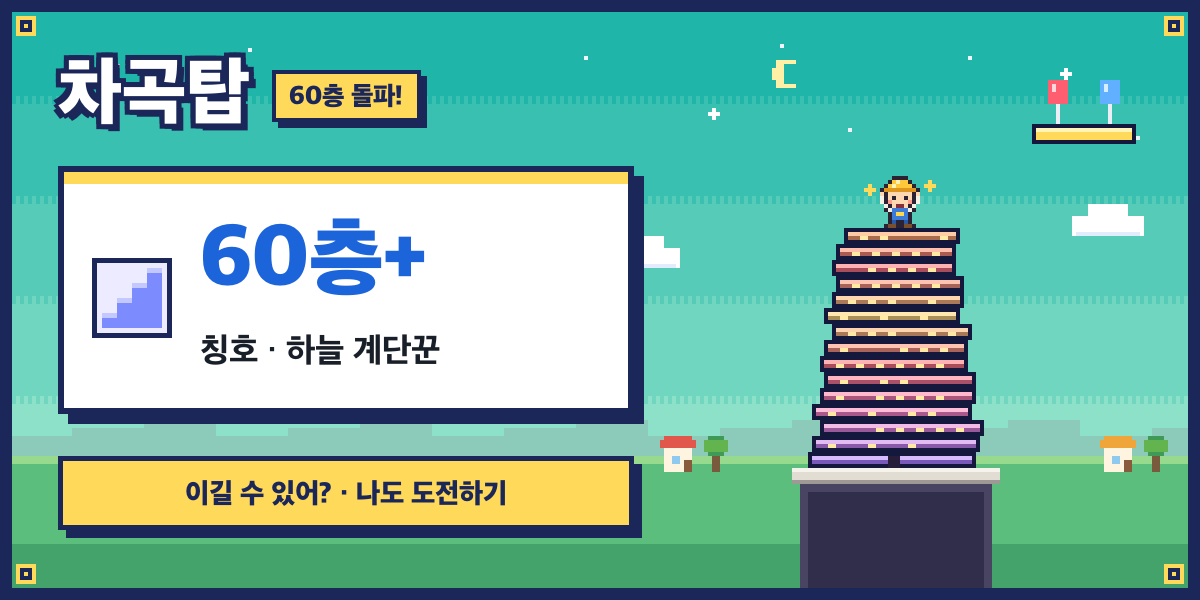 차곡탑
60층 돌파!
60층+
칭호 · 하늘 계단꾼
이길 수 있어? · 나도 도전하기